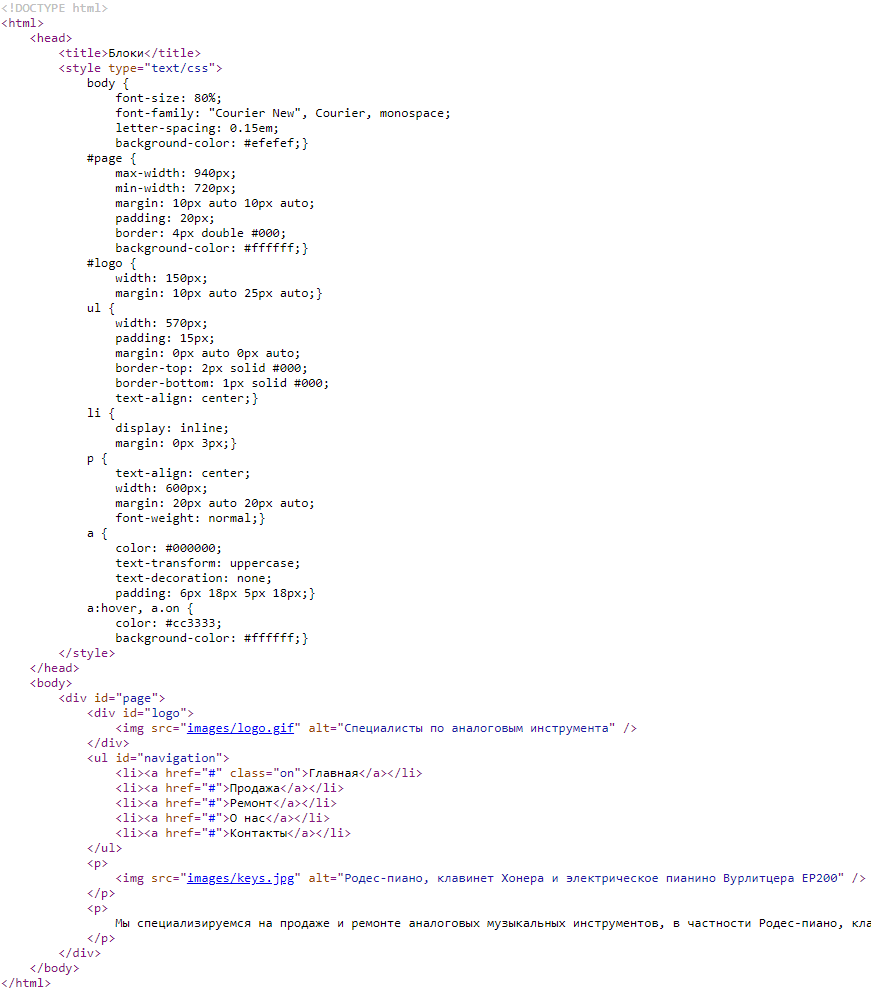 <!DOCTYPE html>
<html>
    <head>
        <title>Блоки</title>
        <style type="text/css">
            body {
                font-size: 80%;
                font-family: "Courier New", Courier, monospace;
                letter-spacing: 0.15em;
                background-color: #efefef;}
            #page {
                max-width: 940px;
                min-width: 720px;
                margin: 10px auto 10px auto;
                padding: 20px;
                border: 4px double #000;
                background-color: #ffffff;}
            #logo {
                width: 150px;
                margin: 10px auto 25px auto;}
            ul {
                width: 570px;
                padding: 15px;
                margin: 0px auto 0px auto;
                border-top: 2px solid #000;
                border-bottom: 1px solid #000;
                text-align: center;}
            li {
                display: inline;
                margin: 0px 3px;}
            p {
                text-align: center;
                width: 600px;
                margin: 20px auto 20px auto;
                font-weight: normal;}
            a {
                color: #000000;
                text-transform: uppercase;
                text-decoration: none;
                padding: 6px 18px 5px 18px;}
            a:hover, a.on {
                color: #cc3333;
                background-color: #ffffff;}
        </style>
    </head>
    <body>
        <div id="page">
            <div id="logo">
                <img src="images/logo.gif" alt="Специалисты по аналоговым инструмента" />
            </div>
            <ul id="navigation">
                <li><a href="#" class="on">Главная</a></li>
                <li><a href="#">Продажа</a></li>
                <li><a href="#">Ремонт</a></li>
                <li><a href="#">О нас</a></li>
                <li><a href="#">Контакты</a></li>
            </ul>
            <p>
                <img src="images/keys.jpg" alt="Родес-пиано, клавинет Хонера и электрическое пианино Вурлитцера EP200" />
            </p>
            <p>
                Мы специализируемся на продаже и ремонте аналоговых музыкальных инструментов, в частности Родес-пиано, кла
            </p>
        </div>
    </body>
</html>